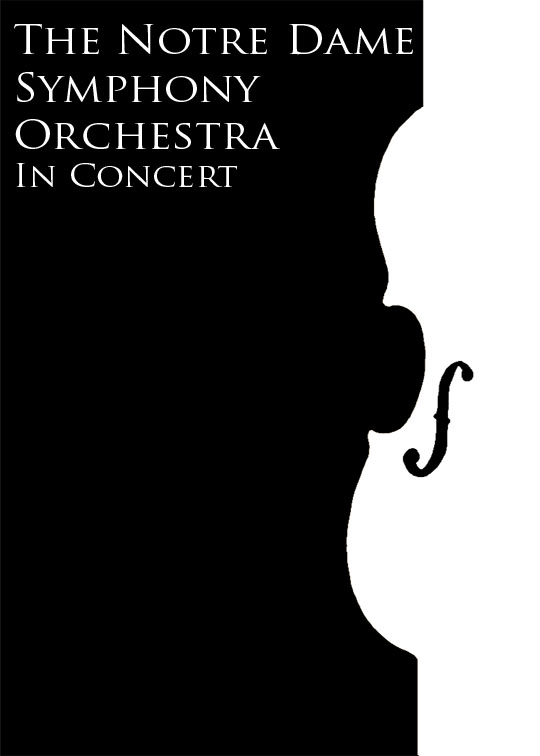 The Notre Dame
Symphony
Orchestra
In Concert